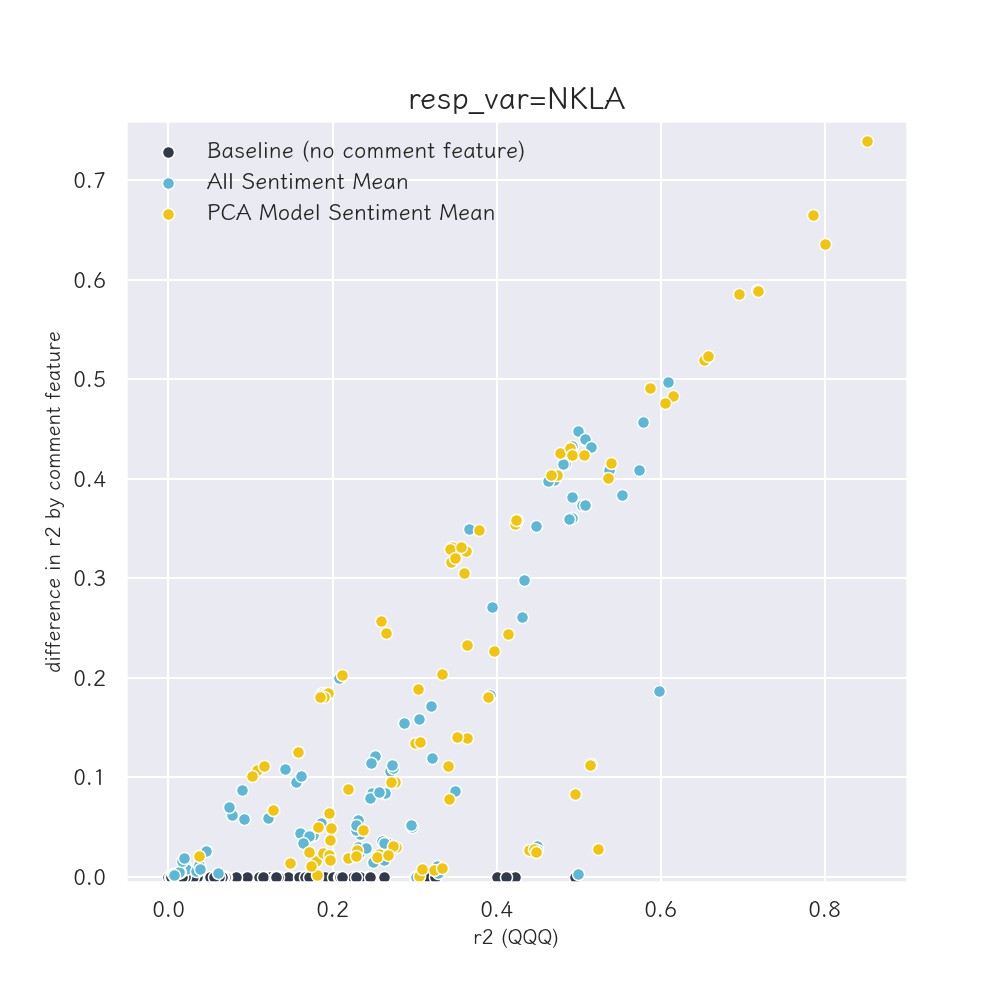 resp_var=NKLA
Baseline (no comment feature)
All Sentiment Mean
PCA Model Sentiment Mean
difference in r2 by comment feature
0.7
0.6
0.5
0.4
0.3
0.2
0.1
0.0
0.0 0.2 0.4 0.6 0.8
r2 (QQQ)